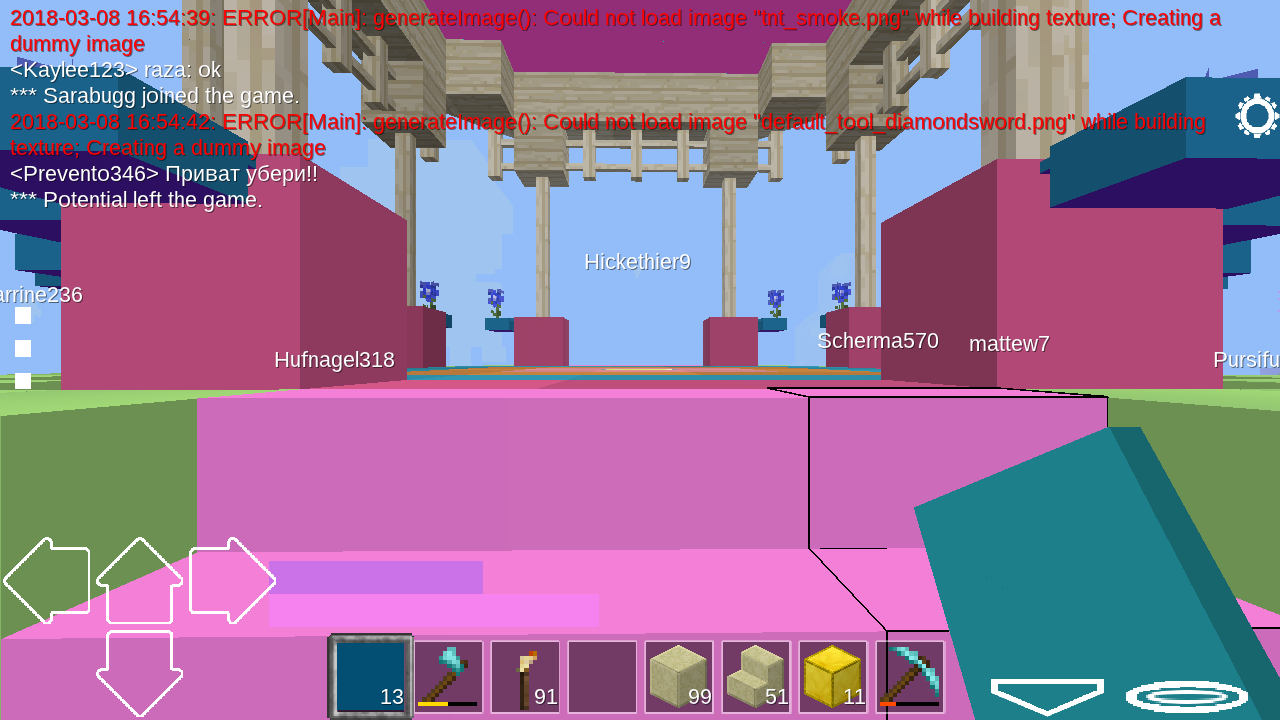 2018-03-08 16:54:39: ERROR[Main]: generateImage(): Could not load image "tnt_smoke.png" while building texture; Creating a
dummy image
<Kaylee123> raza: ok
*** Sarabugg joined the game.
2018-03-08 16:54:42: ERROR[Main]: generateImage(): Could not load image "default_tool_diamondsword.png" while building
texture; Creating a dummy image
<Prevento346> Приват убери!!
*** Potential left the game.
Hickethier9
arrine236
Scherma570
mattew7
Hufnagel318
Pursifu
13
91
99
51
11